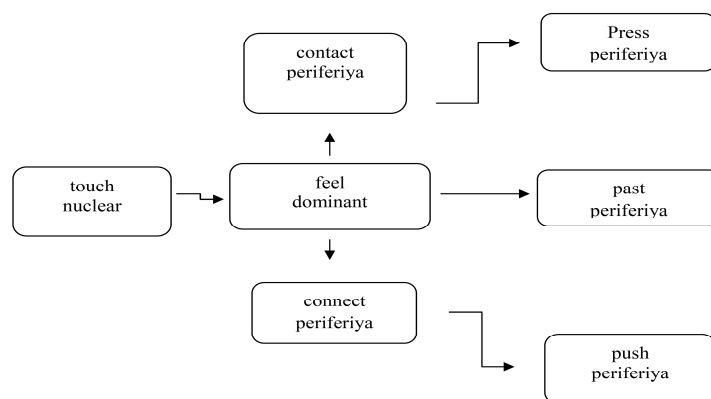 contact
periferiya
Press
periferiya
touch
nuclear
feel
dominant
past
periferiya
connect
periferiya
push
periferiya